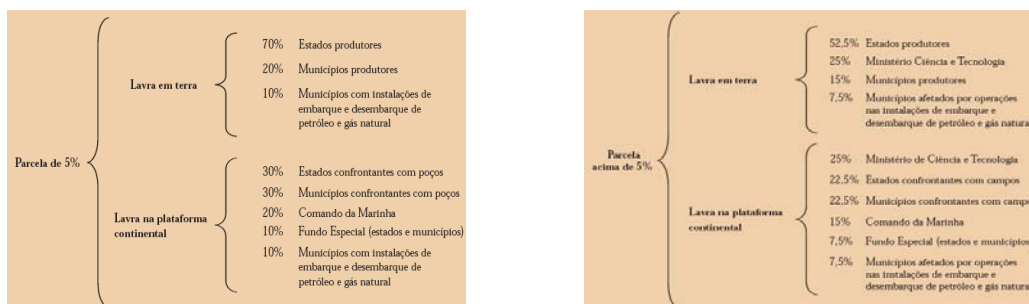 Parcela de 5%
Lavra em terra
70% Estados produtores
20% Municípios produtores
10% Municípios com instalações de
embarque e desembarque de
petróleo e gás natural
Lavra na plataforma
continental
30% Estados confrontantes com poços
30% Municípios confrontantes com poços
20% Comando da Marinha
10% Fundo Especial (estados e municípios)
10% Municípios com instalações de
embarque e desembarque de
petróleo e gás natural
Parcela
acima de 5%
Lavra em terra
52,5% Estados produtores
25% Ministério Ciência e Tecnologia
15% Municípios produtores
7,5% Municípios afetados por operações
nas instalações de embarque e
desembarque de petróleo e gás natura
Lavra na plataforma
continental
25% Ministério de Ciência e Tecnologia
22,5% Estados confrontantes com campos
22,5% Municípios confrontantes com campo
15% Comando da Marinha
7,5% Fundo Especial (estados e municípios
7,5% Municípios afetados por operações
nas instalações de embarque e
desembarque de petróleo e gás natura